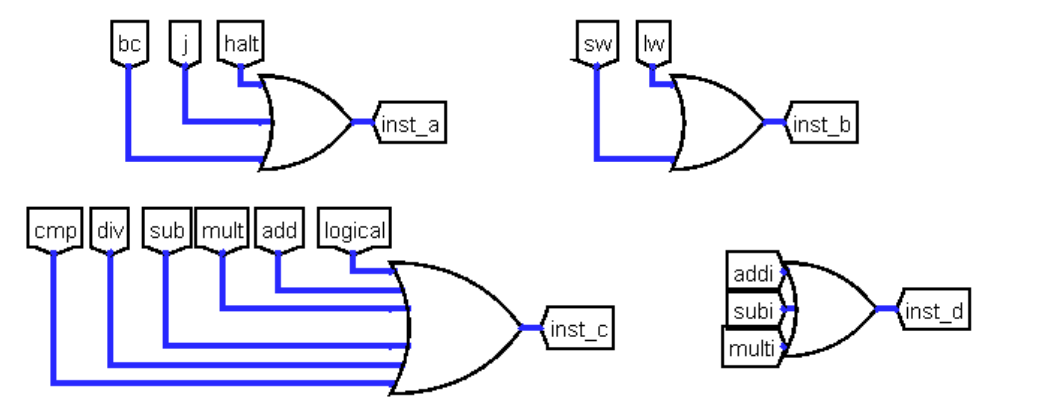 bc j halt
inst_a
sw lw
inst_b
cmp div sub mult add logical
inst_c
addi
subi
multi
inst_d